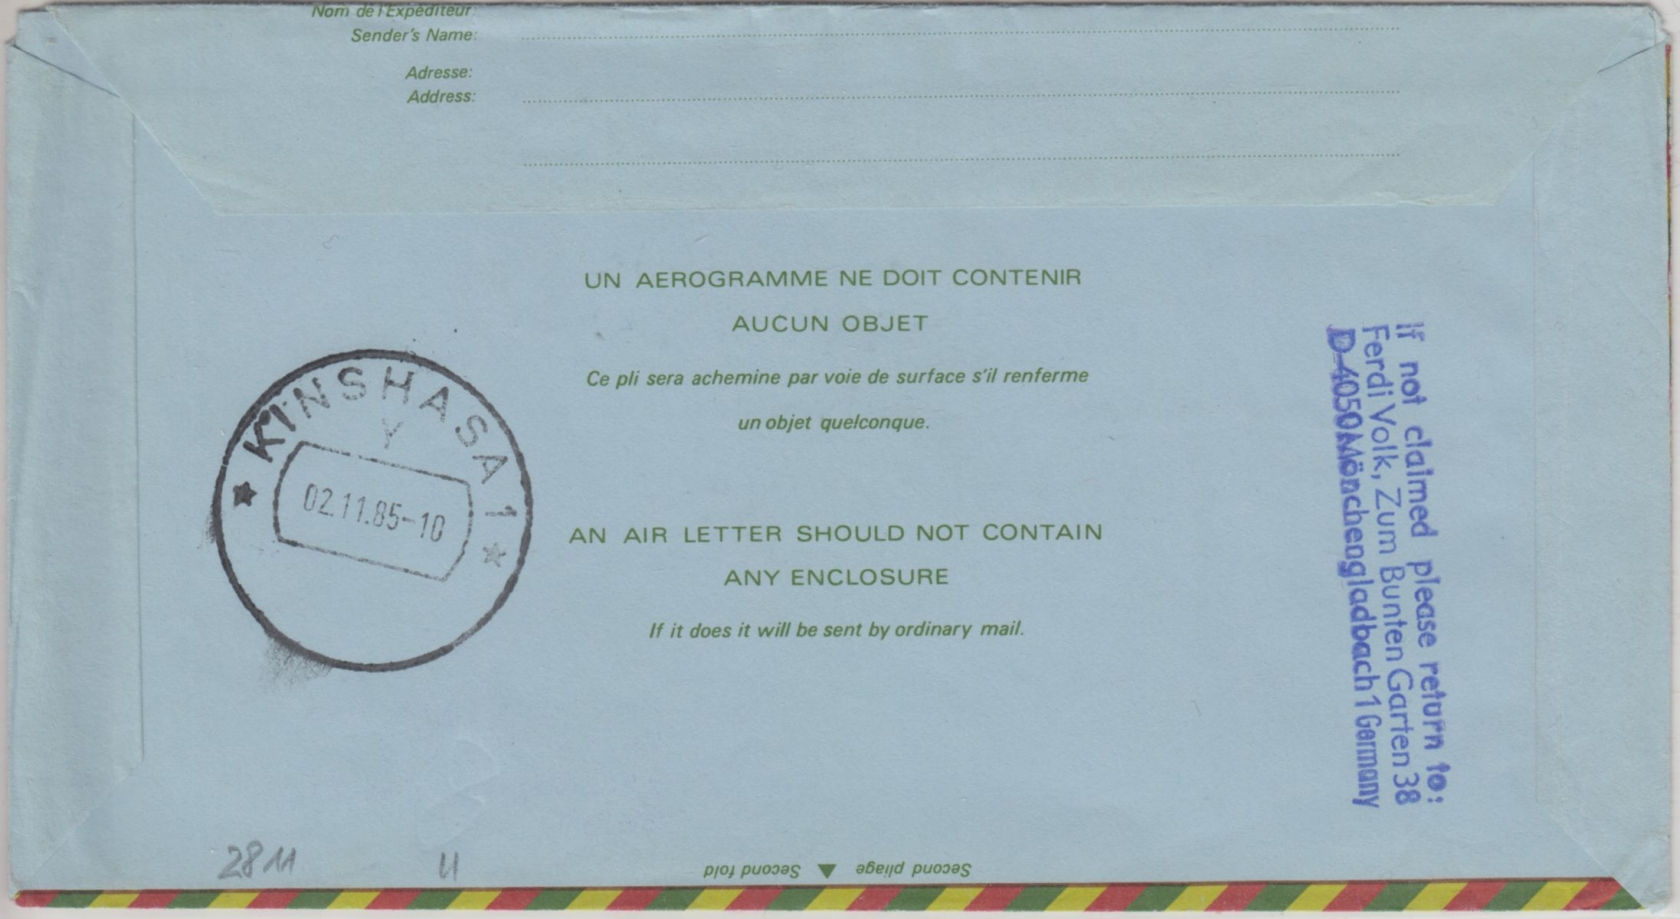 Nom de l'Expéditeur:
Sender's Name:
Adresse:
Address:
UN AEROGRAMME NE DOIT CONTENIR
AUCUN OBJET
Ce pli sera achemine par voie de surface s'il renferme
un objet quelconque.
AN AIR LETTER SHOULD NOT CONTAIN
ANY ENCLOSURE
If it does it will be sent by ordinary mail.
KINSHASA 1
Y
02.11.85-10
If not claimed please return to:
Ferdi Volk, Zum Bunten Garten 38
D-4050 Mönchengladbach 1 Germany
2811
Second pliage ▲ Second fold